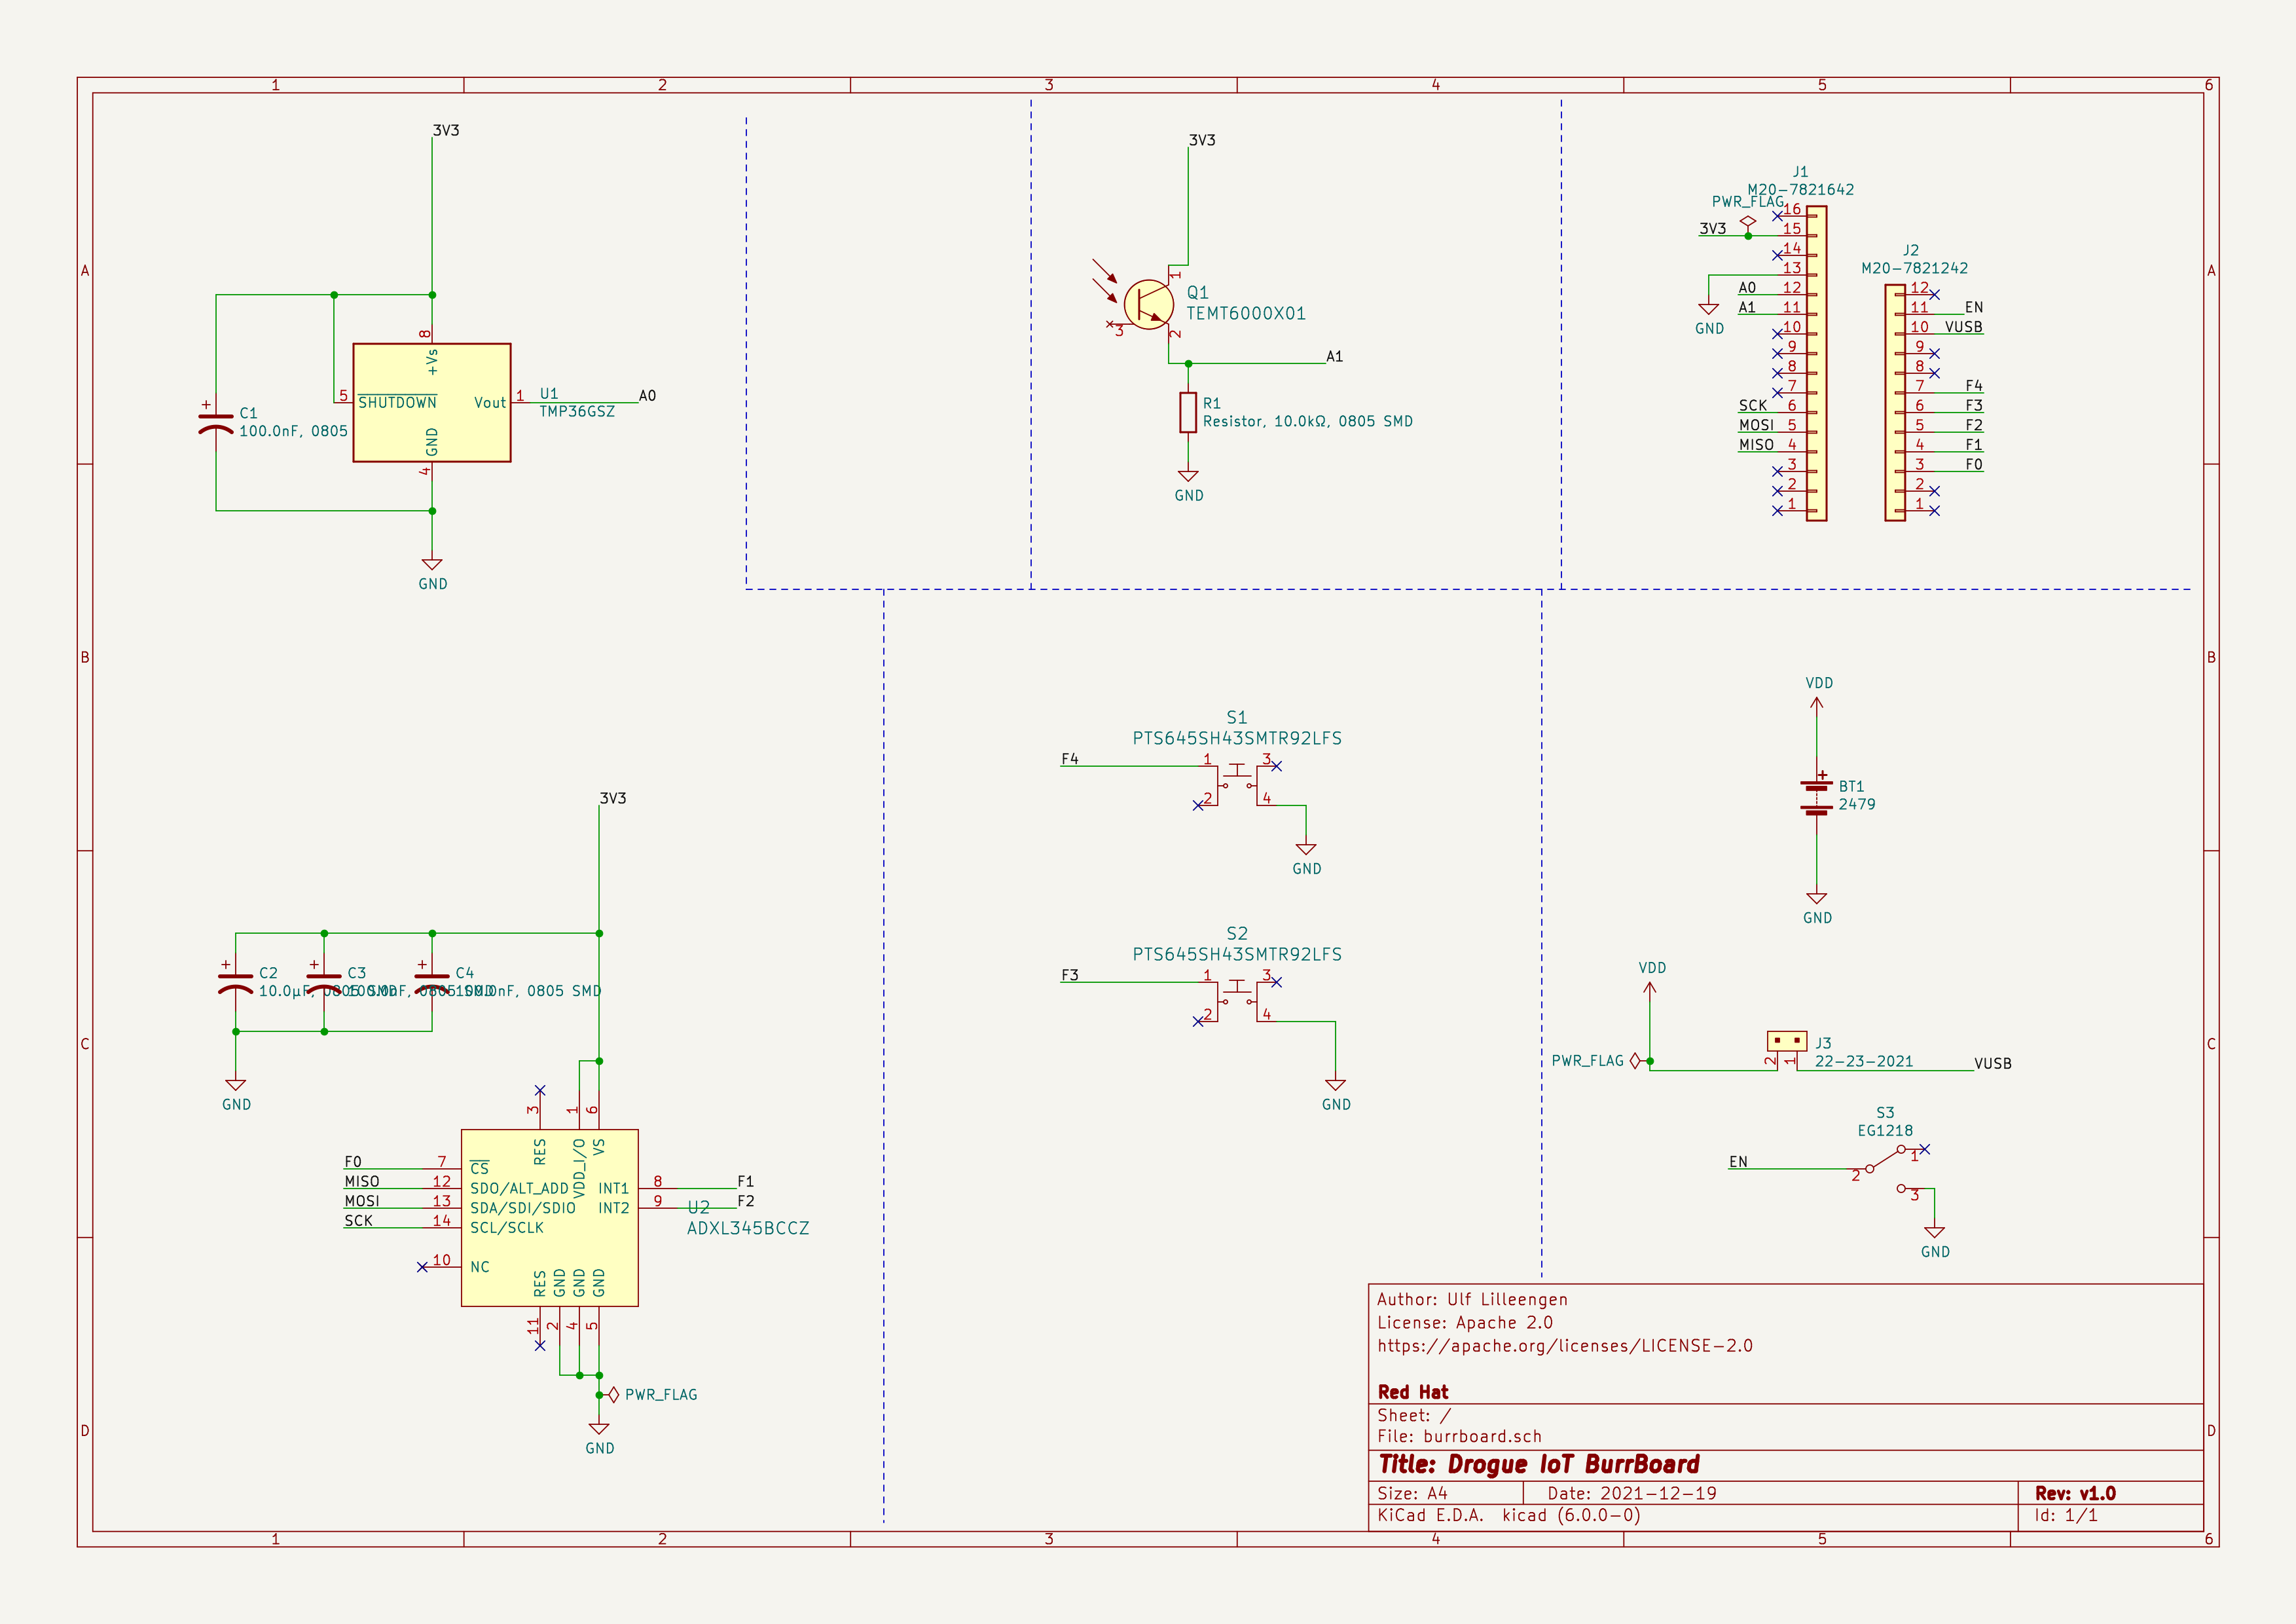 1 2 3 4 5 6
A
B
C
D
3V3
8
+Vs
5 SHUTDOWN
Vout 1
A0
U1
TMP36GSZ
GND
4
+
C1
100.0nF, 0805
GND
3V3
1
Q1
TEMT6000X01
3
2
A1
R1
Resistor, 10.0kΩ, 0805 SMD
GND
J1
M20-7821642
PWR_FLAG
16
3V3 15
14
13
GND
A0 12
A1 11
10
9
8
7
SCK 6
MOSI 5
MISO 4
3
2
1
J2
M20-7821242
12
11 EN
10 VUSB
9
8
7 F4
6 F3
5 F2
4 F1
3 F0
2
1
3V3
+
C2
10.0µF, 0805 SMD
+
C3
100.0nF, 0805 SMD
+
C4
100.0nF, 0805 SMD
GND
3 1 6
RES VDD_I/O VS
F0 7 CS
MISO 12 SDO/ALT_ADD
MOSI 13 SDA/SDI/SDIO
SCK 14 SCL/SCLK
10 NC
INT1 8 F1
INT2 9 F2
U2
ADXL345BCCZ
RES GND GND GND
11 2 4 5
PWR_FLAG
GND
S1
PTS645SH43SMTR92LFS
F4 1 3
2 4
GND
S2
PTS645SH43SMTR92LFS
F3 1 3
2 4
GND
VDD
+
BT1
2479
GND
VDD
PWR_FLAG
J3
22-23-2021
2 1
VUSB
S3
EG1218
EN 2
1
3
GND
Author: Ulf Lilleengen
License: Apache 2.0
https://apache.org/licenses/LICENSE-2.0
Red Hat
Sheet: /
File: burrboard.sch
Title: Drogue IoT BurrBoard
Size: A4 Date: 2021-12-19 Rev: v1.0
KiCad E.D.A. kicad (6.0.0-0) Id: 1/1
A
B
C
D
1 2 3 4 5 6